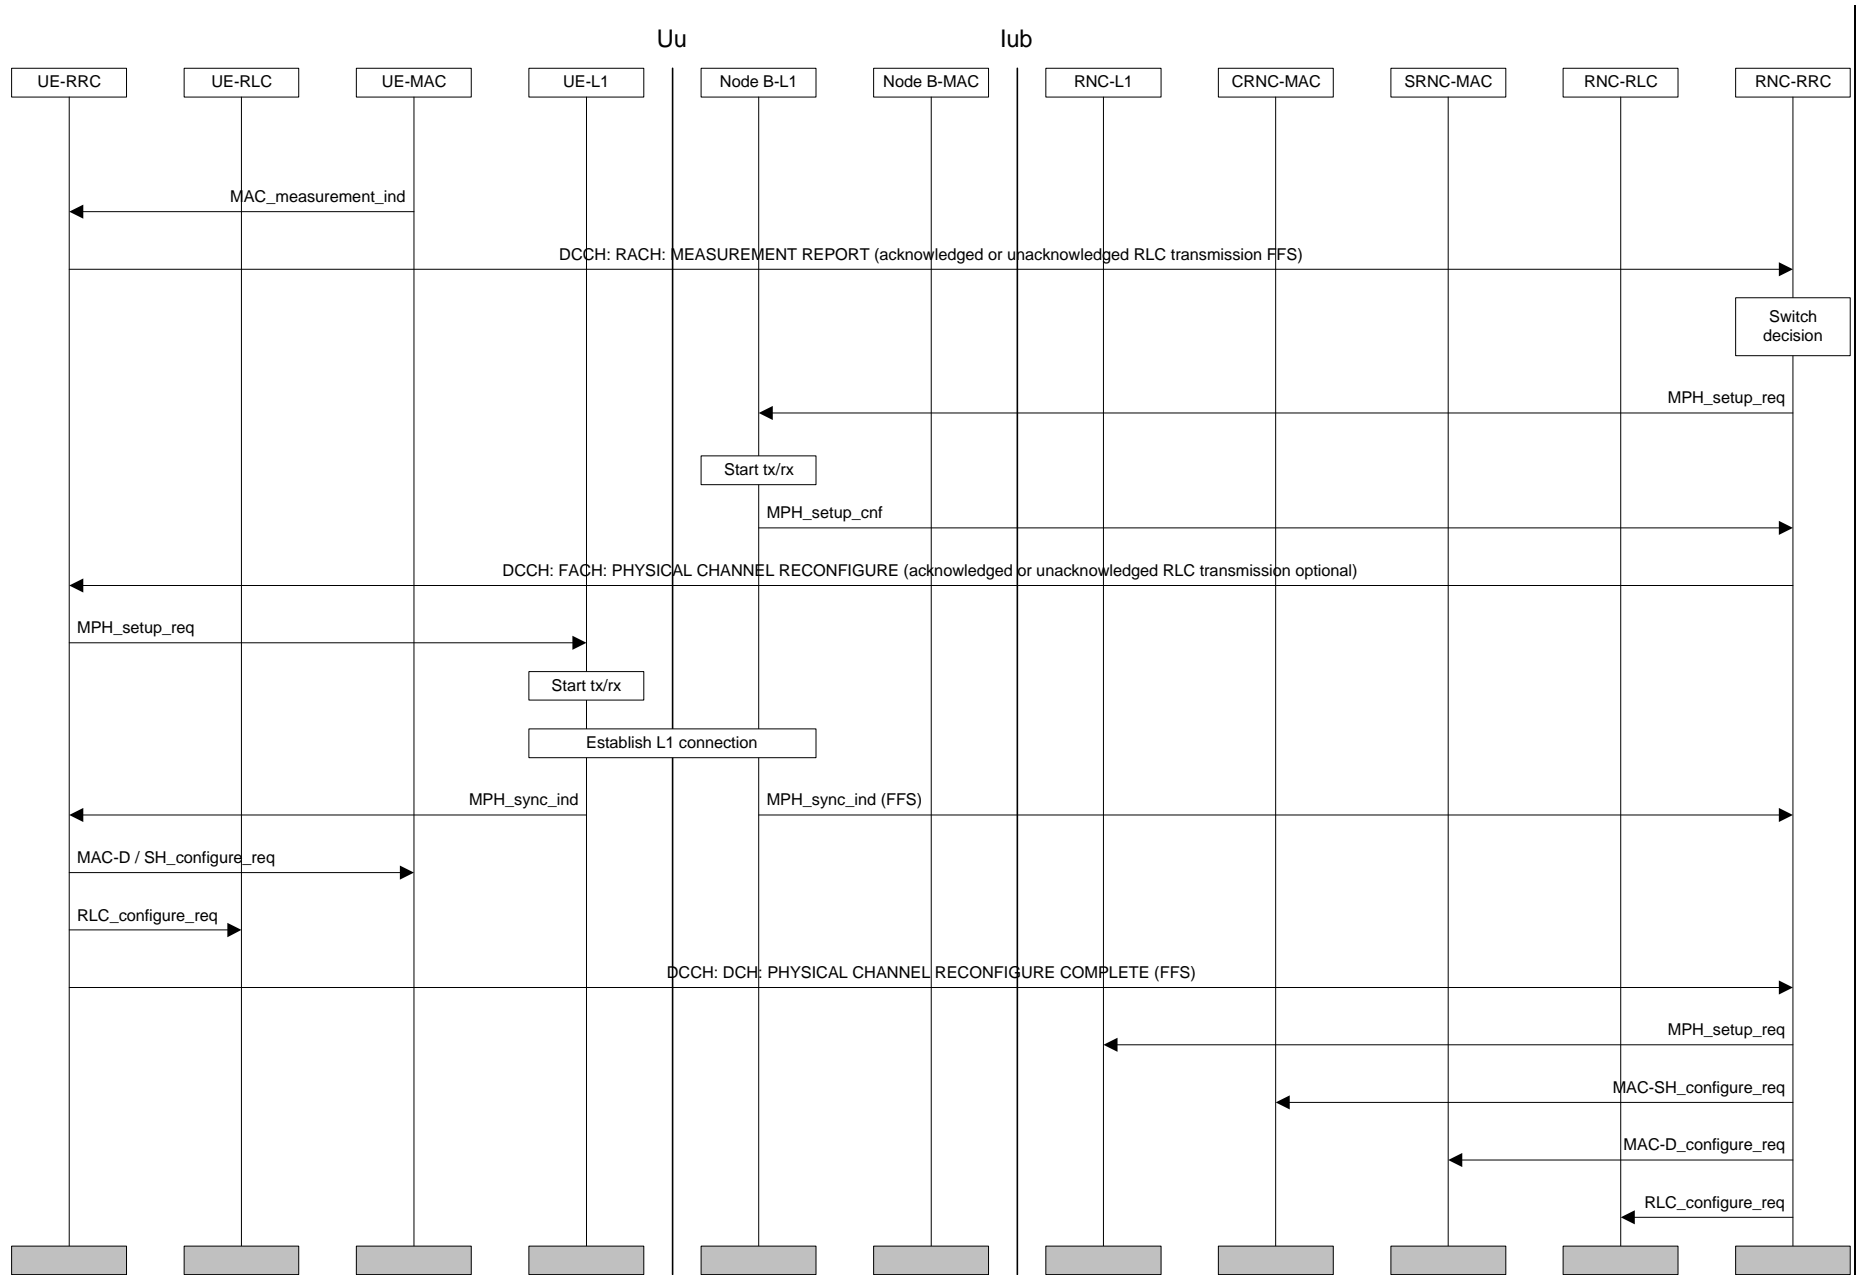 Uu
Iub
UE-RRC
UE-RLC
UE-MAC
UE-L1
Node B-L1
Node B-MAC
RNC-L1
CRNC-MAC
SRNC-MAC
RNC-RLC
RNC-RRC
MAC_measurement_ind
DCCH: RACH: MEASUREMENT REPORT (acknowledged or unacknowledged RLC transmission FFS)
Switch
decision
MPH_setup_req
Start tx/rx
MPH_setup_cnf
DCCH: FACH: PHYSICAL CHANNEL RECONFIGURE (acknowledged or unacknowledged RLC transmission optional)
MPH_setup_req
Start tx/rx
Establish L1 connection
MPH_sync_ind
MPH_sync_ind (FFS)
MAC-D / SH_configure_req
RLC_configure_req
DCCH: DCH: PHYSICAL CHANNEL RECONFIGURE COMPLETE (FFS)
MPH_setup_req
MAC-SH_configure_req
MAC-D_configure_req
RLC_configure_req